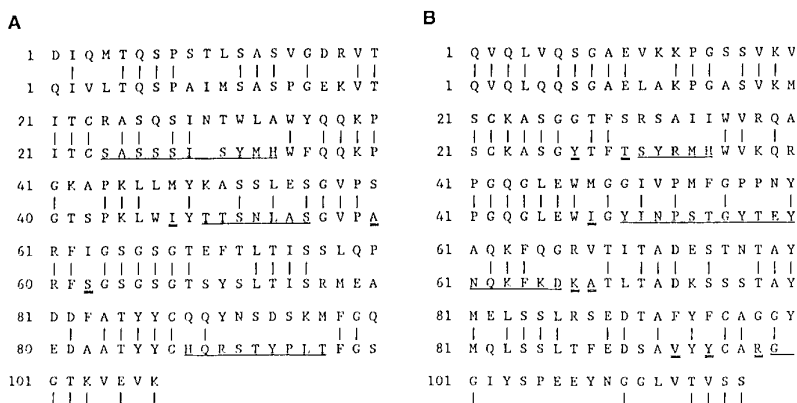 A
1 D I Q M T Q S P S T L S A S V G D R V T
1 Q I V L T Q S P A I M S A S P G E K V T
21 I T C R A S Q S I N T W L A W Y Q Q K P
21 I T C S A S S S I S Y M H W F Q Q K P
41 G K A P K L L M Y K A S S L E S G V P S
40 G T S P K L W I Y T T S N L A S G V P A
61 R F I G S G S G T E F T L T I S S L Q P
60 R F S G S G S G T S Y S L T I S R M E A
81 D D F A T Y Y C Q Q Y N S D S K M F G Q
80 E D A A T Y Y C H Q R S T Y P L T F G S
101 G T K V E V K
B
1 Q V Q L V Q S G A E V K K P G S S V K V
1 Q V Q L Q Q S G A E L A K P G A S V K M
21 S C K A S G G T F S R S A I I W V R Q A
21 S C K A S G Y T F T S Y R M H W V K Q R
41 P G Q G L E W M G G I V P M F G P P N Y
41 P G Q G L E W I G Y I N P S T G Y T E Y
61 A Q K F Q G R V T I T A D E S T N T A Y
61 N Q K F K D K A T L T A D K S S S T A Y
81 M E L S S L R S E D T A F Y F C A G G Y
81 M Q L S S L T F E D S A V Y Y C A R G
101 G I Y S P E E Y N G G L V T V S S